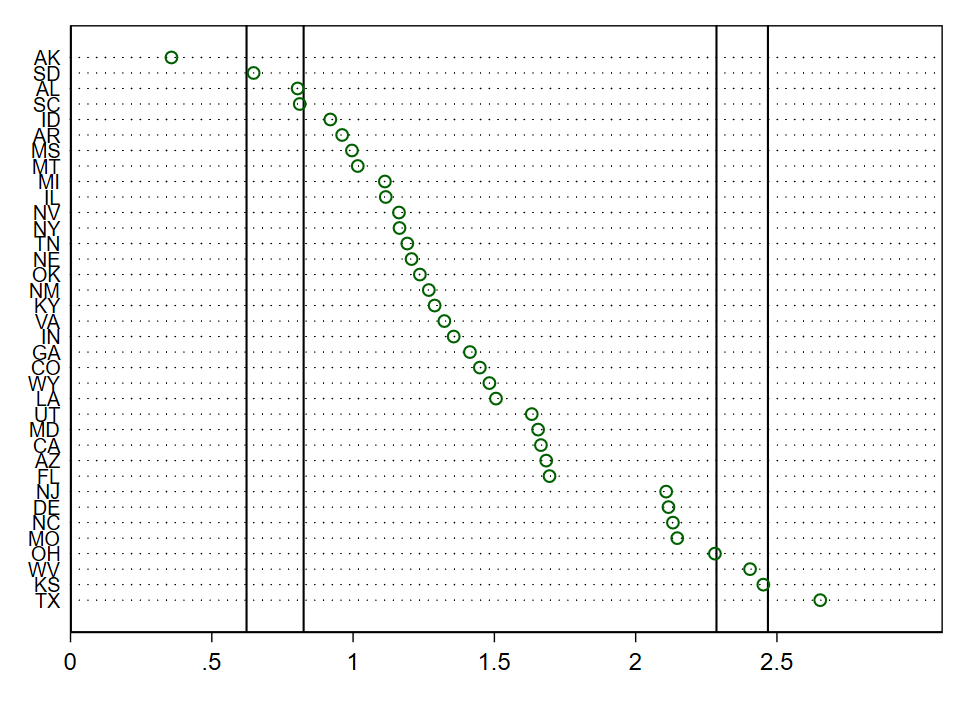 AK
SD
AL
SC
ID
AR
MS
MT
MI
IL
NV
NY
TN
NE
OK
NM
KY
VA
IN
GA
CO
WY
LA
UT
MD
CA
AZ
FL
NJ
DE
NC
MO
OH
WV
KS
TX
0 .5 1 1.5 2 2.5